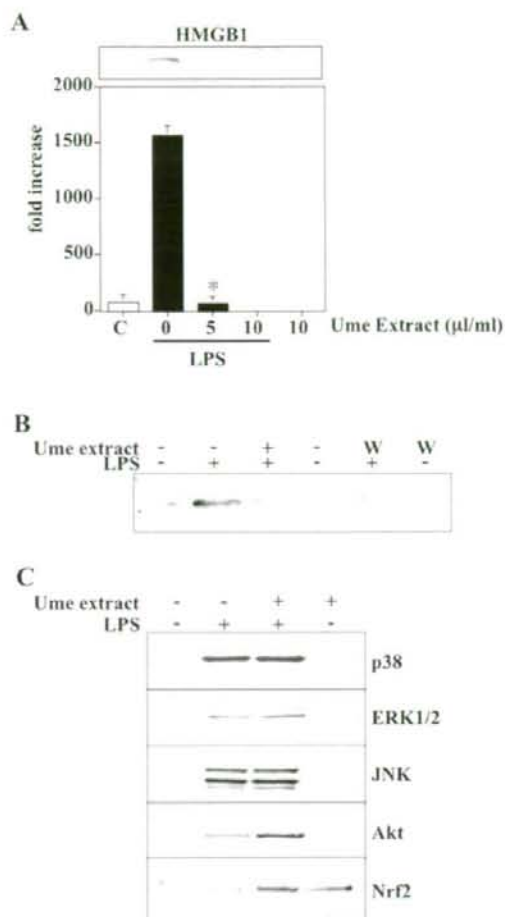 A
HMGB1
2000
1500
1000
500
0
fold increase
*
C 0 5 10 10 Ume Extract (µl/ml)
LPS
B
Ume extract - - + - W W
LPS - + + - + -
C
Ume extract - - + +
LPS - + + -
p38
ERK1/2
JNK
Akt
Nrf2